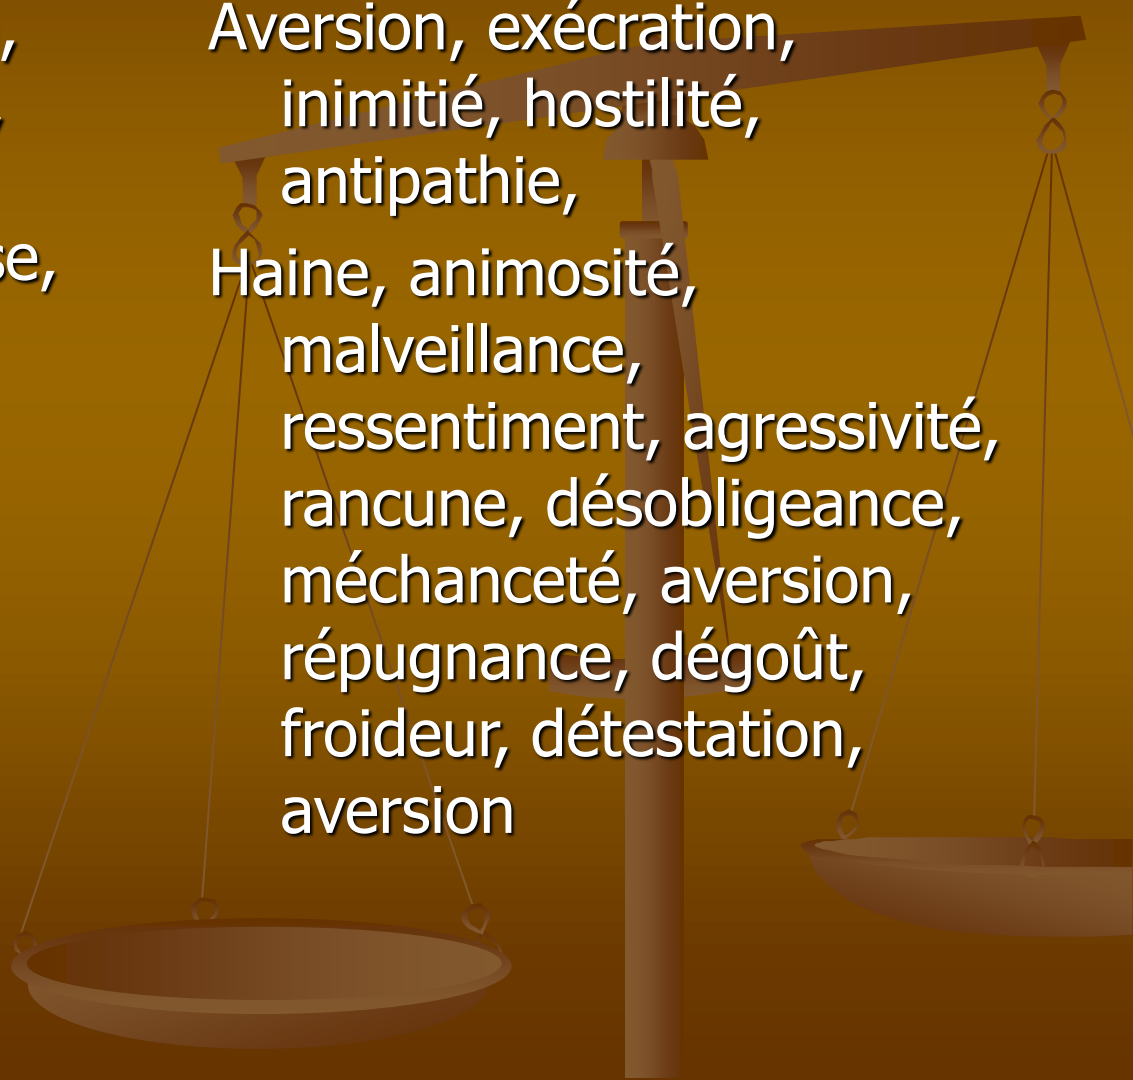 Aversion, exécration,
inimitié, hostilité,
antipathie,
Haine, animosité,
malveillance,
ressentiment, agressivité,
rancune, désobligeance,
méchanceté, aversion,
répugnance, dégoût,
froideur, détestation,
aversion